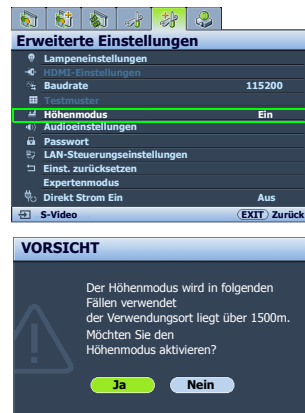 Erweiterte Einstellungen
Lampeneinstellungen
HDMI-Einstellungen
Baudrate 115200
Testmuster
Höhenmodus Ein
Audioeinstellungen
Passwort
LAN-Steuerungseinstellungen
Einst. zurücksetzen
Expertenmodus
Direkt Strom Ein Aus
S-Video EXIT Zurück
VORSICHT
Der Höhenmodus wird in folgenden
Fällen verwendet
der Verwendungsort liegt über 1500m.
Möchten Sie den
Höhenmodus aktivieren?
Ja Nein